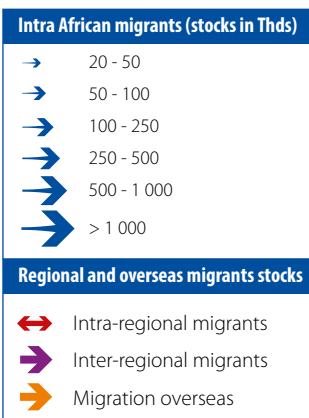 Intra African migrants (stocks in Thds)
20 - 50
50 - 100
100 - 250
250 - 500
500 - 1 000
> 1 000
Regional and overseas migrants stocks
Intra-regional migrants
Inter-regional migrants
Migration overseas